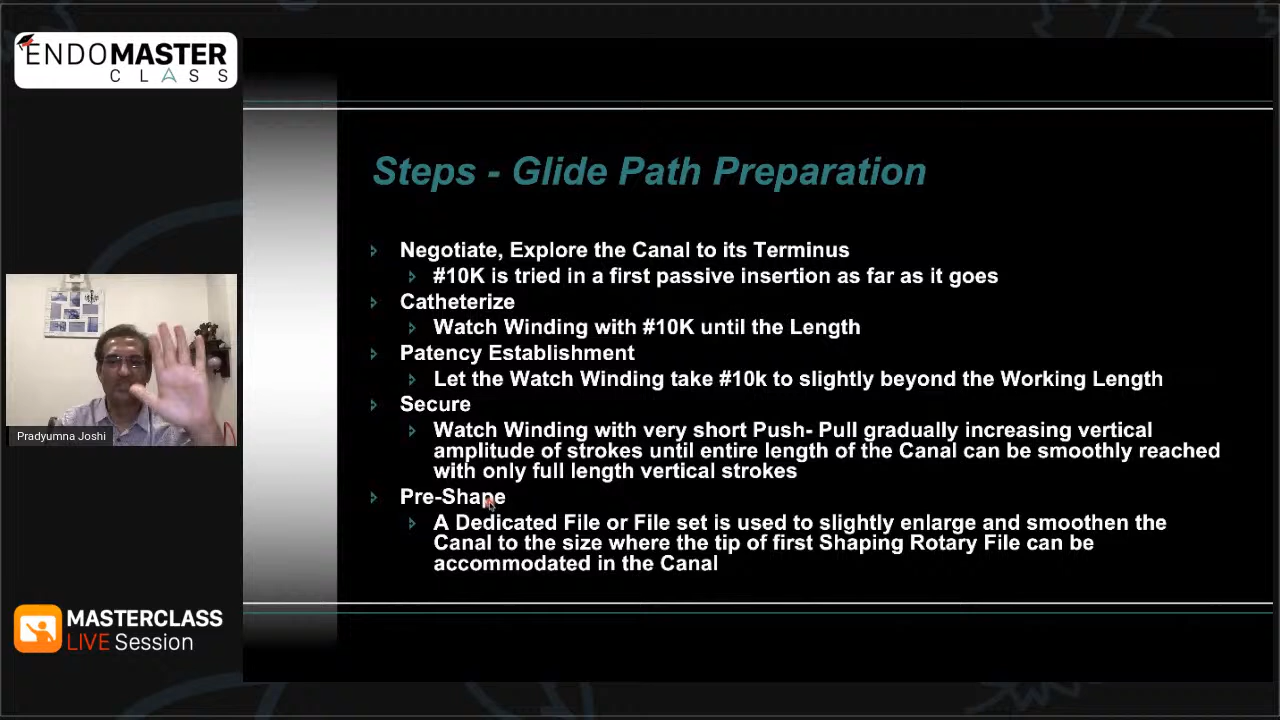 ENDOMASTER
CLASS
Steps - Glide Path Preparation
Negotiate, Explore the Canal to its Terminus
#10K is tried in a first passive insertion as far as it goes
Catheterize
Watch Winding with #10K until the Length
Patency Establishment
Let the Watch Winding take #10k to slightly beyond the Working Length
Secure
Watch Winding with very short Push- Pull gradually increasing vertical
amplitude of strokes until entire length of the Canal can be smoothly reached
with only full length vertical strokes
Pre-Shape
A Dedicated File or File set is used to slightly enlarge and smoothen the
Canal to the size where the tip of first Shaping Rotary File can be
accommodated in the Canal
Pradyumna Joshi
MASTERCLASS
LIVE Session